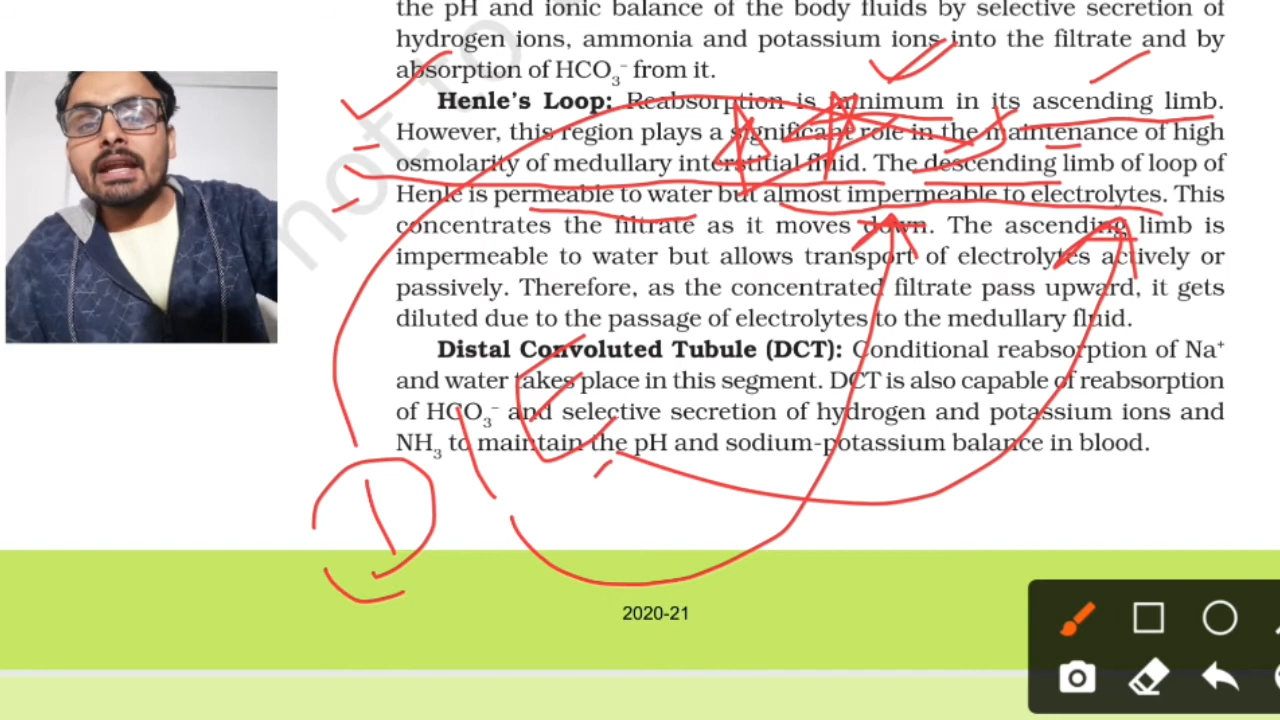 the pH and ionic balance of the body fluids by selective secretion of
hydrogen ions, ammonia and potassium ions into the filtrate and by
absorption of HCO₃⁻ from it.
Henle's Loop: Reabsorption is minimum in its ascending limb.
However, this region plays a significant role in the maintenance of high
osmolarity of medullary interstitial fluid. The descending limb of loop of
Henle is permeable to water but almost impermeable to electrolytes. This
concentrates the filtrate as it moves down. The ascending limb is
impermeable to water but allows transport of electrolytes actively or
passively. Therefore, as the concentrated filtrate pass upward, it gets
diluted due to the passage of electrolytes to the medullary fluid.
Distal Convoluted Tubule (DCT): Conditional reabsorption of Na⁺
and water takes place in this segment. DCT is also capable of reabsorption
of HCO₃⁻ and selective secretion of hydrogen and potassium ions and
NH₃ to maintain the pH and sodium-potassium balance in blood.
not to
D
E
2020-21